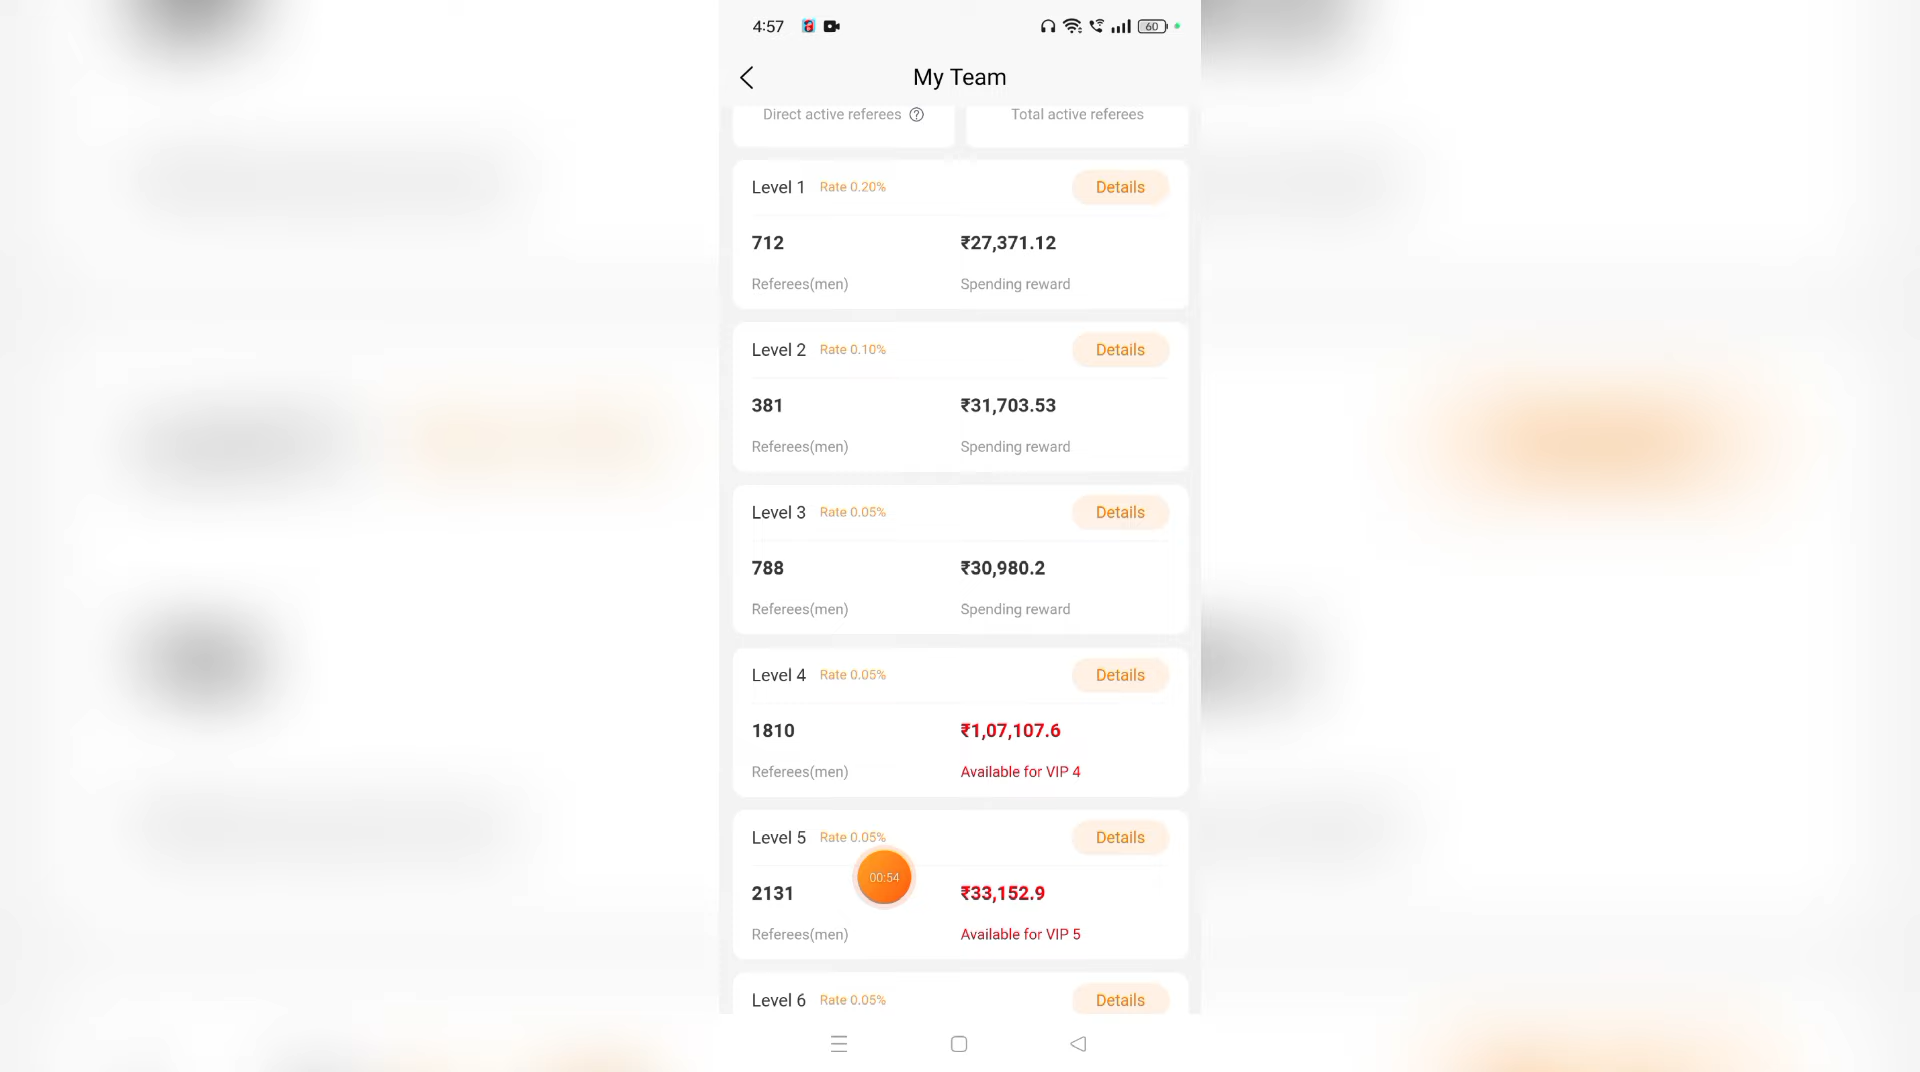 4:57
60
My Team
Direct active referees
Total active referees
Level 1 Rate 0.20% Details
712 ₹27,371.12
Referees(men) Spending reward
Level 2 Rate 0.10% Details
381 ₹31,703.53
Referees(men) Spending reward
Level 3 Rate 0.05% Details
788 ₹30,980.2
Referees(men) Spending reward
Level 4 Rate 0.05% Details
1810 ₹1,07,107.6
Referees(men) Available for VIP 4
Level 5 Rate 0.05% Details
00:54
2131 ₹33,152.9
Referees(men) Available for VIP 5
Level 6 Rate 0.05% Details